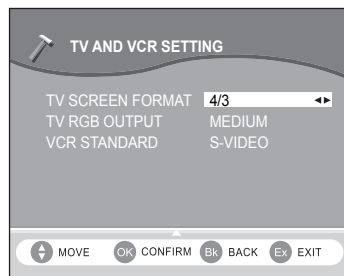 TV AND VCR SETTING
TV SCREEN FORMAT 4/3
TV RGB OUTPUT MEDIUM
VCR STANDARD S-VIDEO
MOVE OK CONFIRM Bk BACK Ex EXIT